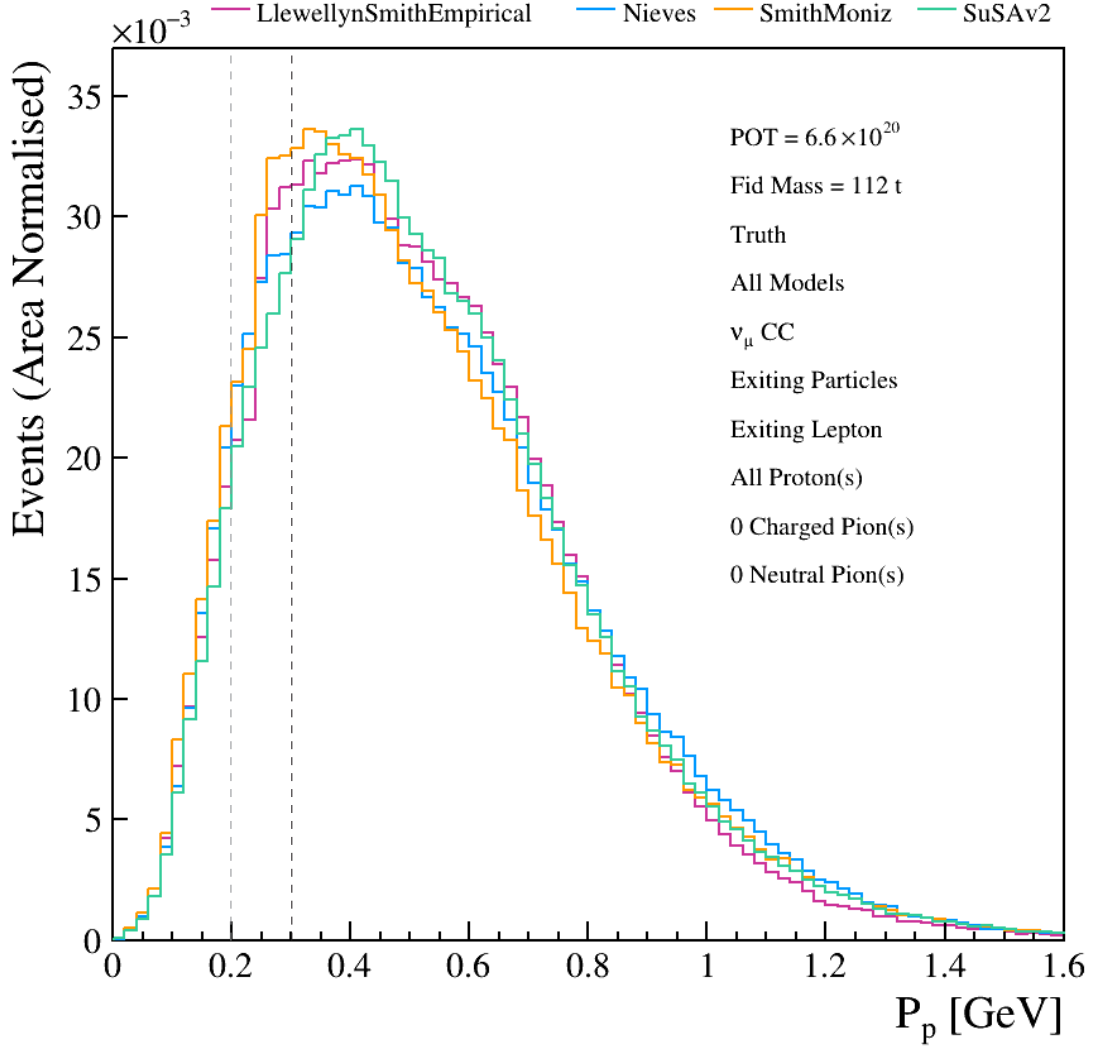 LlewellynSmithEmpirical Nieves SmithMoniz SuSAv2
×10⁻³
Events (Area Normalised)
35
30
25
20
15
10
5
0
POT = 6.6×10²⁰
Fid Mass = 112 t
Truth
All Models
νμ CC
Exiting Particles
Exiting Lepton
All Proton(s)
0 Charged Pion(s)
0 Neutral Pion(s)
0 0.2 0.4 0.6 0.8 1 1.2 1.4 1.6
Pp [GeV]